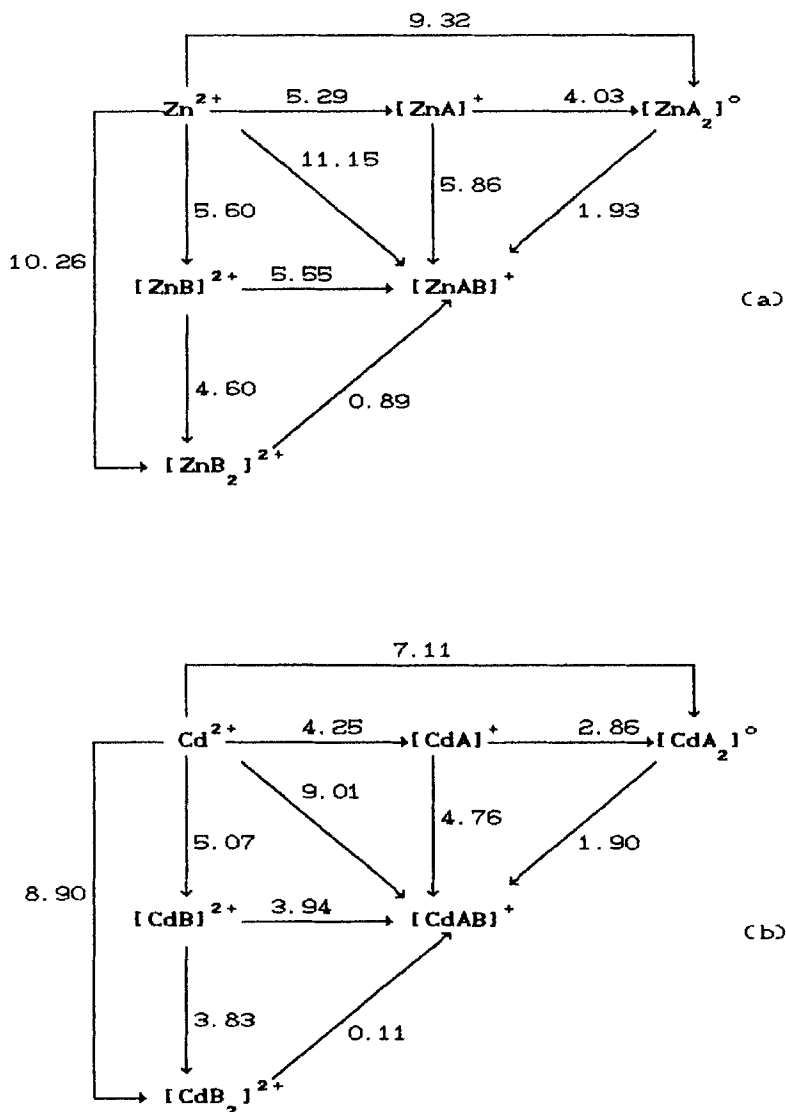 9.32
Zn²⁺ 5.29 [ZnA]⁺ 4.03 [ZnA₂]°
11.15 5.86 1.93
5.60
10.26
[ZnB]²⁺ 5.55 [ZnAB]⁺
(a)
4.60 0.89
[ZnB₂]²⁺
7.11
Cd²⁺ 4.25 [CdA]⁺ 2.86 [CdA₂]°
9.01 4.76 1.90
5.07
8.90
[CdB]²⁺ 3.94 [CdAB]⁺
(b)
3.83 0.11
[CdB₂]²⁺